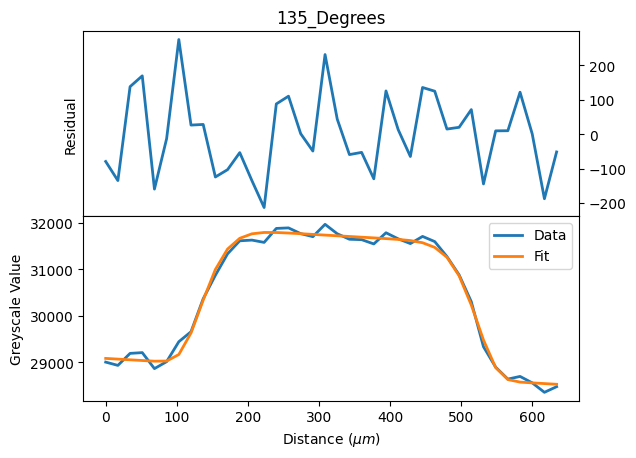 135_Degrees
Residual
200
100
0
−100
−200
Greyscale Value
32000
31000
30000
29000
Data
Fit
0 100 200 300 400 500 600
Distance (μm)